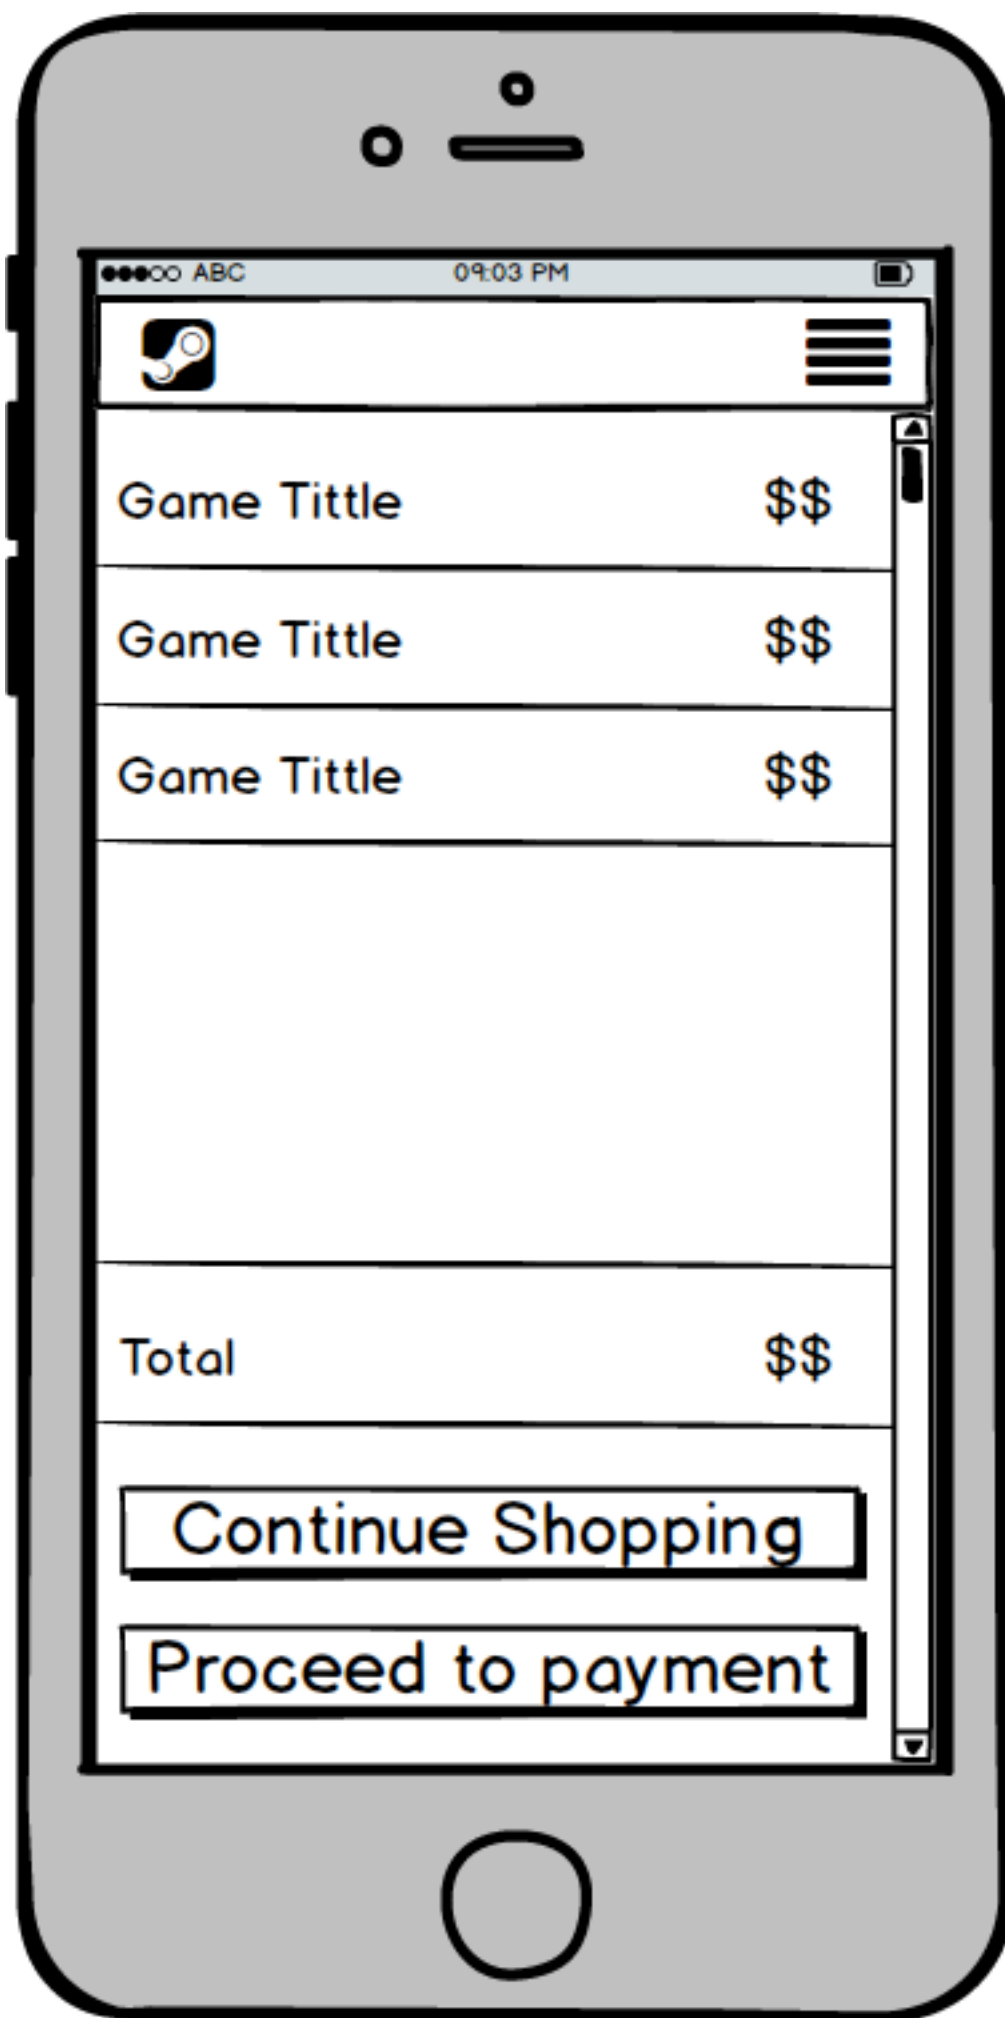 ABC 09:03 PM
Game Tittle $$
Game Tittle $$
Game Tittle $$
Total $$
Continue Shopping
Proceed to payment